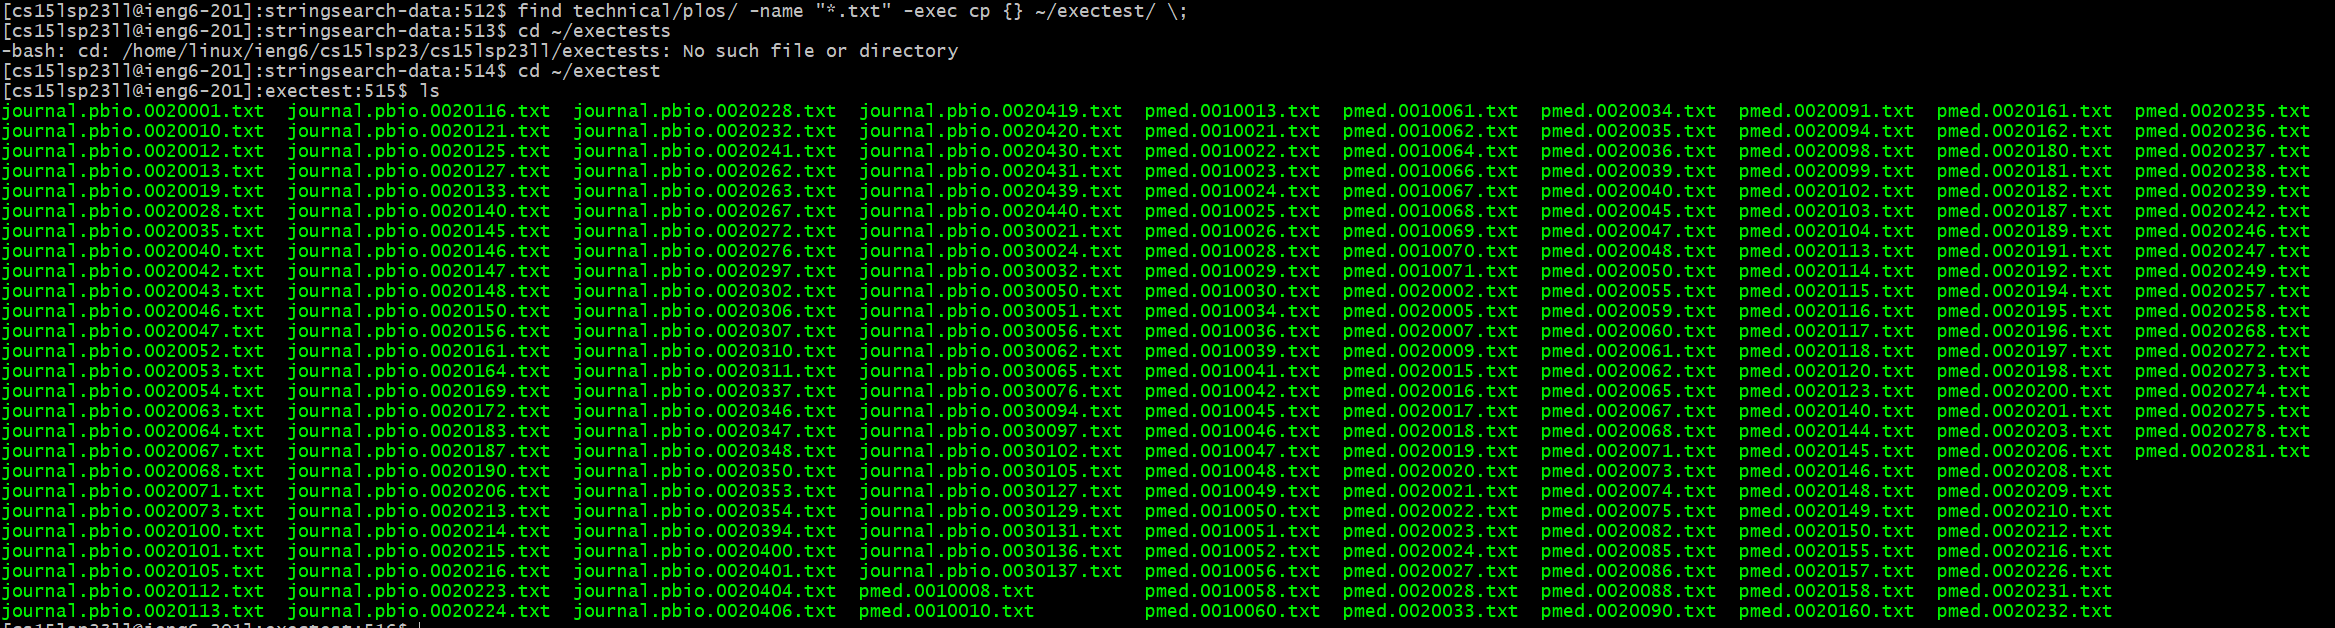 [cs15lsp23ll@ieng6-201]:stringsearch-data:512$ find technical/plos/ -name "*.txt" -exec cp {} ~/exectest/ \;
[cs15lsp23ll@ieng6-201]:stringsearch-data:513$ cd ~/exectests
-bash: cd: /home/linux/ieng6/cs15lsp23/cs15lsp23ll/exectests: No such file or directory
[cs15lsp23ll@ieng6-201]:stringsearch-data:514$ cd ~/exectest
[cs15lsp23ll@ieng6-201]:exectest:515$ ls
journal.pbio.0020001.txt journal.pbio.0020116.txt journal.pbio.0020228.txt journal.pbio.0020419.txt pmed.0010013.txt pmed.0010061.txt pmed.0020034.txt pmed.0020091.txt pmed.0020161.txt pmed.0020235.txt
journal.pbio.0020010.txt journal.pbio.0020121.txt journal.pbio.0020232.txt journal.pbio.0020420.txt pmed.0010021.txt pmed.0010062.txt pmed.0020035.txt pmed.0020094.txt pmed.0020162.txt pmed.0020236.txt
journal.pbio.0020012.txt journal.pbio.0020125.txt journal.pbio.0020241.txt journal.pbio.0020430.txt pmed.0010022.txt pmed.0010064.txt pmed.0020036.txt pmed.0020098.txt pmed.0020180.txt pmed.0020237.txt
journal.pbio.0020013.txt journal.pbio.0020127.txt journal.pbio.0020262.txt journal.pbio.0020431.txt pmed.0010023.txt pmed.0010066.txt pmed.0020039.txt pmed.0020099.txt pmed.0020181.txt pmed.0020238.txt
journal.pbio.0020019.txt journal.pbio.0020133.txt journal.pbio.0020263.txt journal.pbio.0020439.txt pmed.0010024.txt pmed.0010067.txt pmed.0020040.txt pmed.0020102.txt pmed.0020182.txt pmed.0020239.txt
journal.pbio.0020028.txt journal.pbio.0020140.txt journal.pbio.0020267.txt journal.pbio.0020440.txt pmed.0010025.txt pmed.0010068.txt pmed.0020045.txt pmed.0020103.txt pmed.0020187.txt pmed.0020242.txt
journal.pbio.0020035.txt journal.pbio.0020145.txt journal.pbio.0020272.txt journal.pbio.0030021.txt pmed.0010026.txt pmed.0010069.txt pmed.0020047.txt pmed.0020104.txt pmed.0020189.txt pmed.0020246.txt
journal.pbio.0020040.txt journal.pbio.0020146.txt journal.pbio.0020276.txt journal.pbio.0030024.txt pmed.0010028.txt pmed.0010070.txt pmed.0020048.txt pmed.0020113.txt pmed.0020191.txt pmed.0020247.txt
journal.pbio.0020042.txt journal.pbio.0020147.txt journal.pbio.0020297.txt journal.pbio.0030032.txt pmed.0010029.txt pmed.0010071.txt pmed.0020050.txt pmed.0020114.txt pmed.0020192.txt pmed.0020249.txt
journal.pbio.0020043.txt journal.pbio.0020148.txt journal.pbio.0020302.txt journal.pbio.0030050.txt pmed.0010030.txt pmed.0020002.txt pmed.0020055.txt pmed.0020115.txt pmed.0020194.txt pmed.0020257.txt
journal.pbio.0020046.txt journal.pbio.0020150.txt journal.pbio.0020306.txt journal.pbio.0030051.txt pmed.0010034.txt pmed.0020005.txt pmed.0020059.txt pmed.0020116.txt pmed.0020195.txt pmed.0020258.txt
journal.pbio.0020047.txt journal.pbio.0020156.txt journal.pbio.0020307.txt journal.pbio.0030056.txt pmed.0010036.txt pmed.0020007.txt pmed.0020060.txt pmed.0020117.txt pmed.0020196.txt pmed.0020268.txt
journal.pbio.0020052.txt journal.pbio.0020161.txt journal.pbio.0020310.txt journal.pbio.0030062.txt pmed.0010039.txt pmed.0020009.txt pmed.0020061.txt pmed.0020118.txt pmed.0020197.txt pmed.0020272.txt
journal.pbio.0020053.txt journal.pbio.0020164.txt journal.pbio.0020311.txt journal.pbio.0030065.txt pmed.0010041.txt pmed.0020015.txt pmed.0020062.txt pmed.0020120.txt pmed.0020198.txt pmed.0020273.txt
journal.pbio.0020054.txt journal.pbio.0020169.txt journal.pbio.0020337.txt journal.pbio.0030076.txt pmed.0010042.txt pmed.0020016.txt pmed.0020065.txt pmed.0020123.txt pmed.0020200.txt pmed.0020274.txt
journal.pbio.0020063.txt journal.pbio.0020172.txt journal.pbio.0020346.txt journal.pbio.0030094.txt pmed.0010045.txt pmed.0020017.txt pmed.0020067.txt pmed.0020140.txt pmed.0020201.txt pmed.0020275.txt
journal.pbio.0020064.txt journal.pbio.0020183.txt journal.pbio.0020347.txt journal.pbio.0030097.txt pmed.0010046.txt pmed.0020018.txt pmed.0020068.txt pmed.0020144.txt pmed.0020203.txt pmed.0020278.txt
journal.pbio.0020067.txt journal.pbio.0020187.txt journal.pbio.0020348.txt journal.pbio.0030102.txt pmed.0010047.txt pmed.0020019.txt pmed.0020071.txt pmed.0020145.txt pmed.0020206.txt pmed.0020281.txt
journal.pbio.0020068.txt journal.pbio.0020190.txt journal.pbio.0020350.txt journal.pbio.0030105.txt pmed.0010048.txt pmed.0020020.txt pmed.0020073.txt pmed.0020146.txt pmed.0020208.txt
journal.pbio.0020071.txt journal.pbio.0020206.txt journal.pbio.0020353.txt journal.pbio.0030127.txt pmed.0010049.txt pmed.0020021.txt pmed.0020074.txt pmed.0020148.txt pmed.0020209.txt
journal.pbio.0020073.txt journal.pbio.0020213.txt journal.pbio.0020354.txt journal.pbio.0030129.txt pmed.0010050.txt pmed.0020022.txt pmed.0020075.txt pmed.0020149.txt pmed.0020210.txt
journal.pbio.0020100.txt journal.pbio.0020214.txt journal.pbio.0020394.txt journal.pbio.0030131.txt pmed.0010051.txt pmed.0020023.txt pmed.0020082.txt pmed.0020150.txt pmed.0020212.txt
journal.pbio.0020101.txt journal.pbio.0020215.txt journal.pbio.0020400.txt journal.pbio.0030136.txt pmed.0010052.txt pmed.0020024.txt pmed.0020085.txt pmed.0020155.txt pmed.0020216.txt
journal.pbio.0020105.txt journal.pbio.0020216.txt journal.pbio.0020401.txt journal.pbio.0030137.txt pmed.0010056.txt pmed.0020027.txt pmed.0020086.txt pmed.0020157.txt pmed.0020226.txt
journal.pbio.0020112.txt journal.pbio.0020223.txt journal.pbio.0020404.txt pmed.0010008.txt pmed.0010058.txt pmed.0020028.txt pmed.0020088.txt pmed.0020158.txt pmed.0020231.txt
journal.pbio.0020113.txt journal.pbio.0020224.txt journal.pbio.0020406.txt pmed.0010010.txt pmed.0010060.txt pmed.0020033.txt pmed.0020090.txt pmed.0020160.txt pmed.0020232.txt